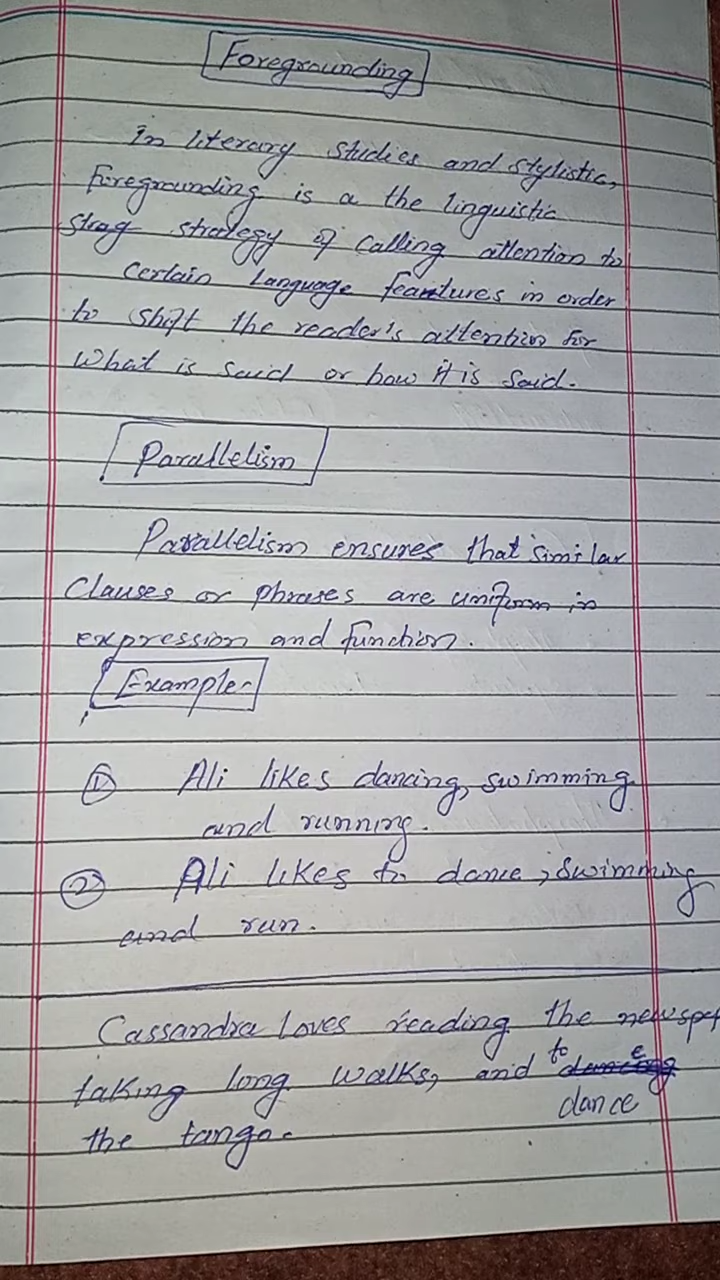 Foregrounding
In literary studies and stylistic,
Foregrounding is a the linguistic
strag strategy of calling attention to
certain language feartures in order
to shift the reader's attention for
what is said or how it is said.
Parallelism
Parallelism ensures that similar
Clauses or phrases are uniform in
expression and function.
Example
① Ali likes dancing, swimming
and running.
② Ali likes to dance, swimming
and run.
Cassandra loves reading the newspap
taking long walks, and to
dance
the tango.